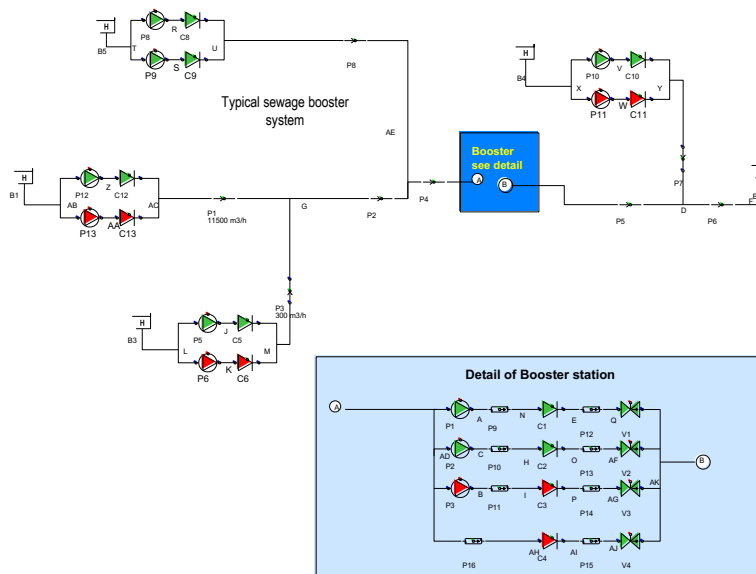 H
B5
P8
R
C8
T
U
P9
S
C9
P8
Typical sewage booster
system
AE
H
B4
P10
V
C10
X
Y
P11
W
C11
P7
Booster
see detail
A
B
H
B1
P12
Z
C12
AB
AC
P13
AA
C13
P1
11500 m3/h
G
P2
P4
P5
D
P6
F
P3
300 m3/h
H
B3
P5
J
C5
L
M
P6
K
C6
Detail of Booster station
A
P1
A
P9
N
C1
E
P12
Q
V1
AD
P2
C
P10
H
C2
O
P13
AF
V2
B
AK
P3
B
P11
I
C3
P
P14
AG
V3
P16
AH
C4
AI
P15
AJ
V4